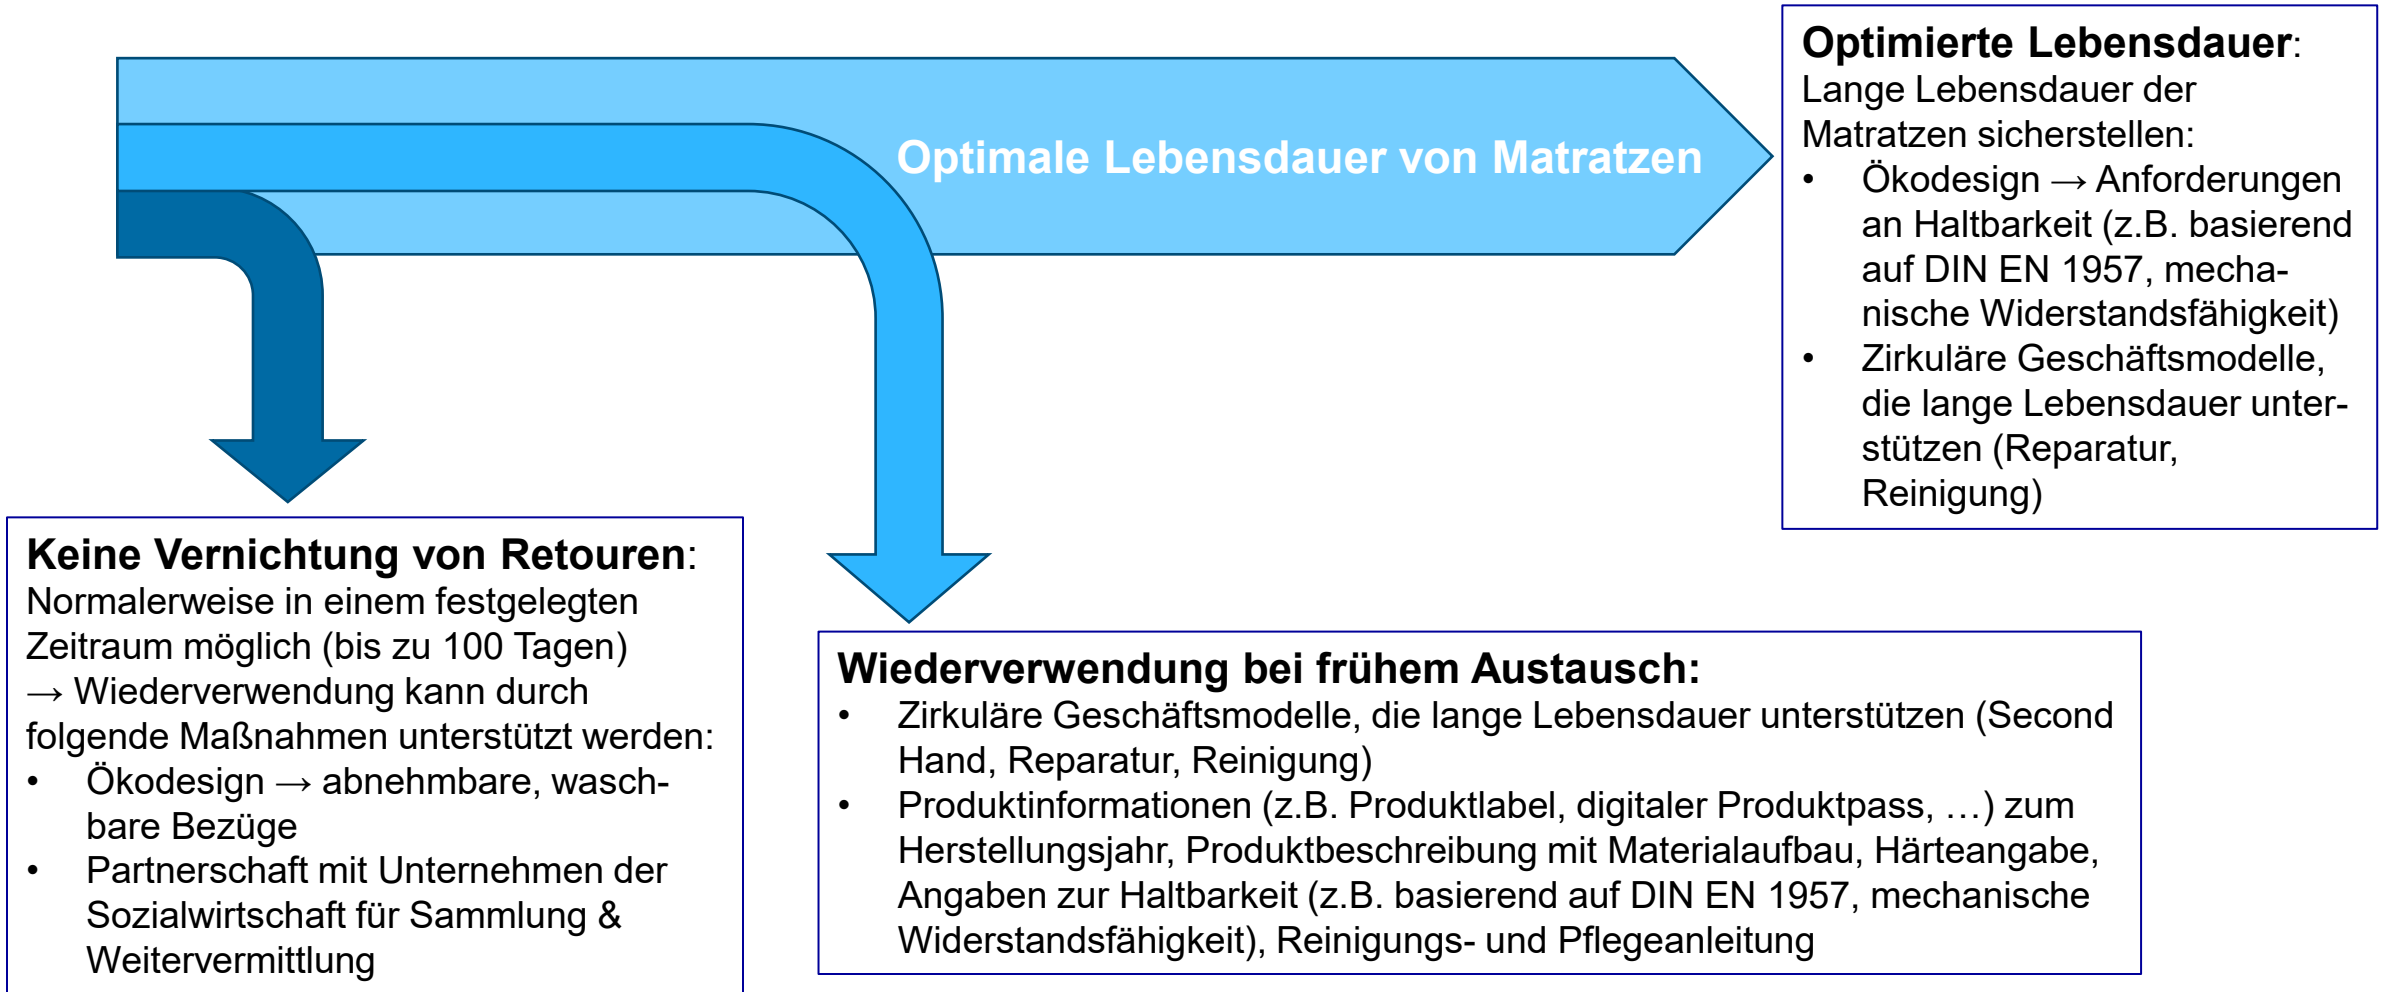 Optimale Lebensdauer von Matratzen
Optimierte Lebensdauer:
Lange Lebensdauer der
Matratzen sicherstellen:
• Ökodesign → Anforderungen
an Haltbarkeit (z.B. basierend
auf DIN EN 1957, mecha-
nische Widerstandsfähigkeit)
• Zirkuläre Geschäftsmodelle,
die lange Lebensdauer unter-
stützen (Reparatur,
Reinigung)
Keine Vernichtung von Retouren:
Normalerweise in einem festgelegten
Zeitraum möglich (bis zu 100 Tagen)
→ Wiederverwendung kann durch
folgende Maßnahmen unterstützt werden:
• Ökodesign → abnehmbare, wasch-
bare Bezüge
• Partnerschaft mit Unternehmen der
Sozialwirtschaft für Sammlung &
Weitervermittlung
Wiederverwendung bei frühem Austausch:
• Zirkuläre Geschäftsmodelle, die lange Lebensdauer unterstützen (Second
Hand, Reparatur, Reinigung)
• Produktinformationen (z.B. Produktlabel, digitaler Produktpass, …) zum
Herstellungsjahr, Produktbeschreibung mit Materialaufbau, Härteangabe,
Angaben zur Haltbarkeit (z.B. basierend auf DIN EN 1957, mechanische
Widerstandsfähigkeit), Reinigungs- und Pflegeanleitung